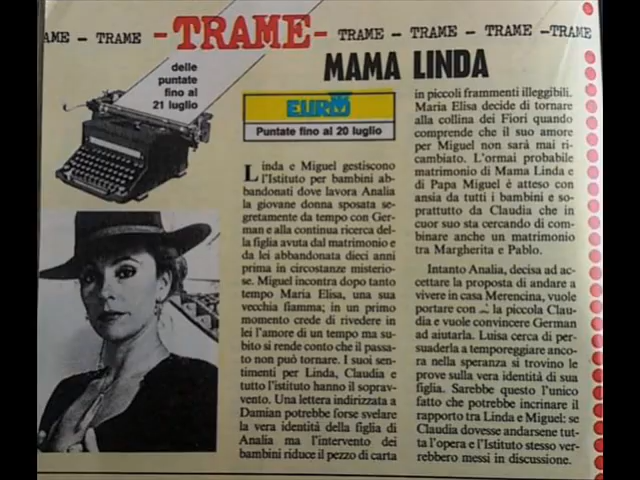 AME - TRAME -TRAME- TRAME - TRAME - TRAME -TRAME
delle
puntate
fino al
21 luglio
MAMA LINDA
EURO
Puntate fino al 20 luglio
Linda e Miguel gestiscono
l'Istituto per bambini ab-
bandonati dove lavora Analia
la giovane donna sposata se-
gretamente da tempo con Ger-
man e alla continua ricerca del-
la figlia avuta dal matrimonio e
da lei abbandonata dieci anni
prima in circostanze misterio-
se. Miguel incontra dopo tanto
tempo Maria Elisa, una sua
vecchia fiamma; in un primo
momento crede di rivedere in
lei l'amore di un tempo ma su-
bito si rende conto che il passa-
to non può tornare. I suoi sen-
timenti per Linda, Claudia e
tutto l'istituto hanno il soprav-
vento. Una lettera indirizzata a
Damian potrebbe forse svelare
la vera identità della figlia di
Analia ma l'intervento dei
bambini riduce il pezzo di carta
in piccoli frammenti illeggibili.
Maria Elisa decide di tornare
alla collina dei Fiori quando
comprende che il suo amore
per Miguel non sarà mai ri-
cambiato. L'ormai probabile
matrimonio di Mama Linda e
di Papa Miguel è atteso con
ansia da tutti i bambini e so-
prattutto da Claudia che in
cuor suo sta cercando di com-
binare anche un matrimonio
tra Margherita e Pablo.
Intanto Analia, decisa ad ac-
cettare la proposta di andare a
vivere in casa Merencina, vuole
portare con la piccola Clau-
dia e vuole convincere German
ad aiutarla. Luisa cerca di per-
suaderla a temporeggiare anco-
ra nella speranza si trovino le
prove sulla vera identità di sua
figlia. Sarebbe questo l'unico
fatto che potrebbe incrinare il
rapporto tra Linda e Miguel: se
Claudia dovesse andarsene tut-
ta l'opera e l'Istituto stesso ver-
rebbero messi in discussione.